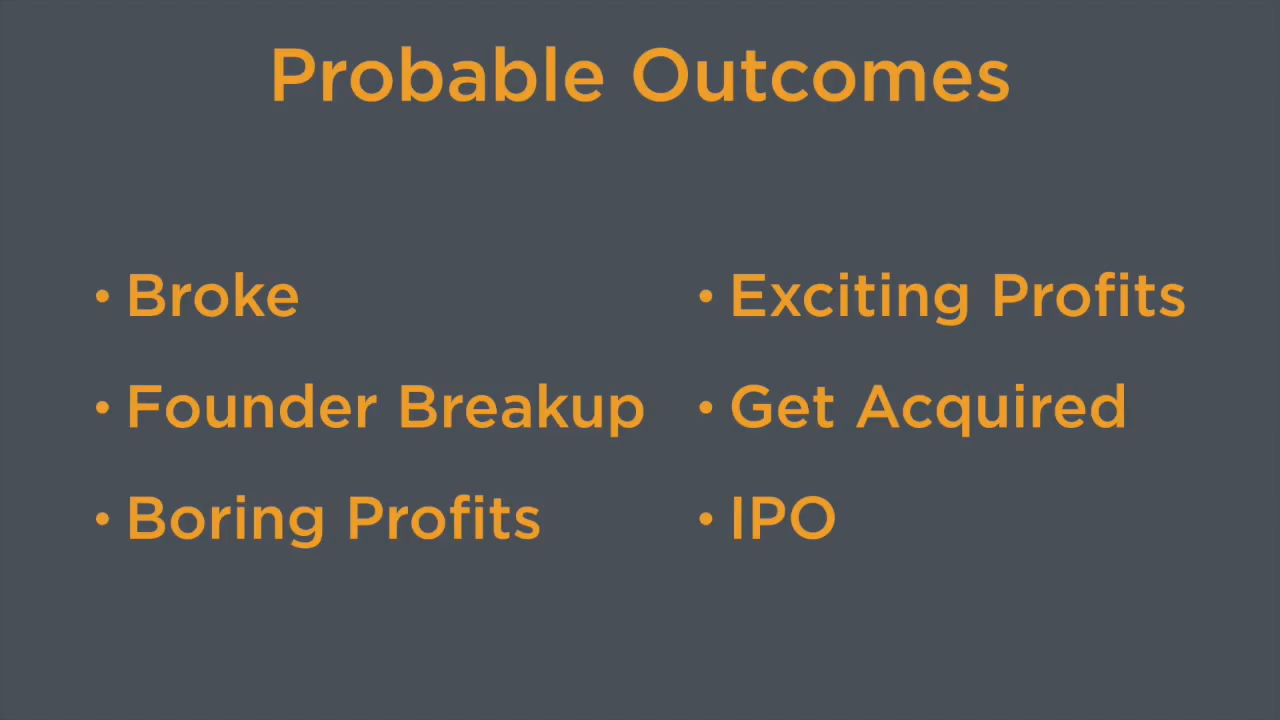 Probable Outcomes
• Broke
• Founder Breakup
• Boring Profits
• Exciting Profits
• Get Acquired
• IPO